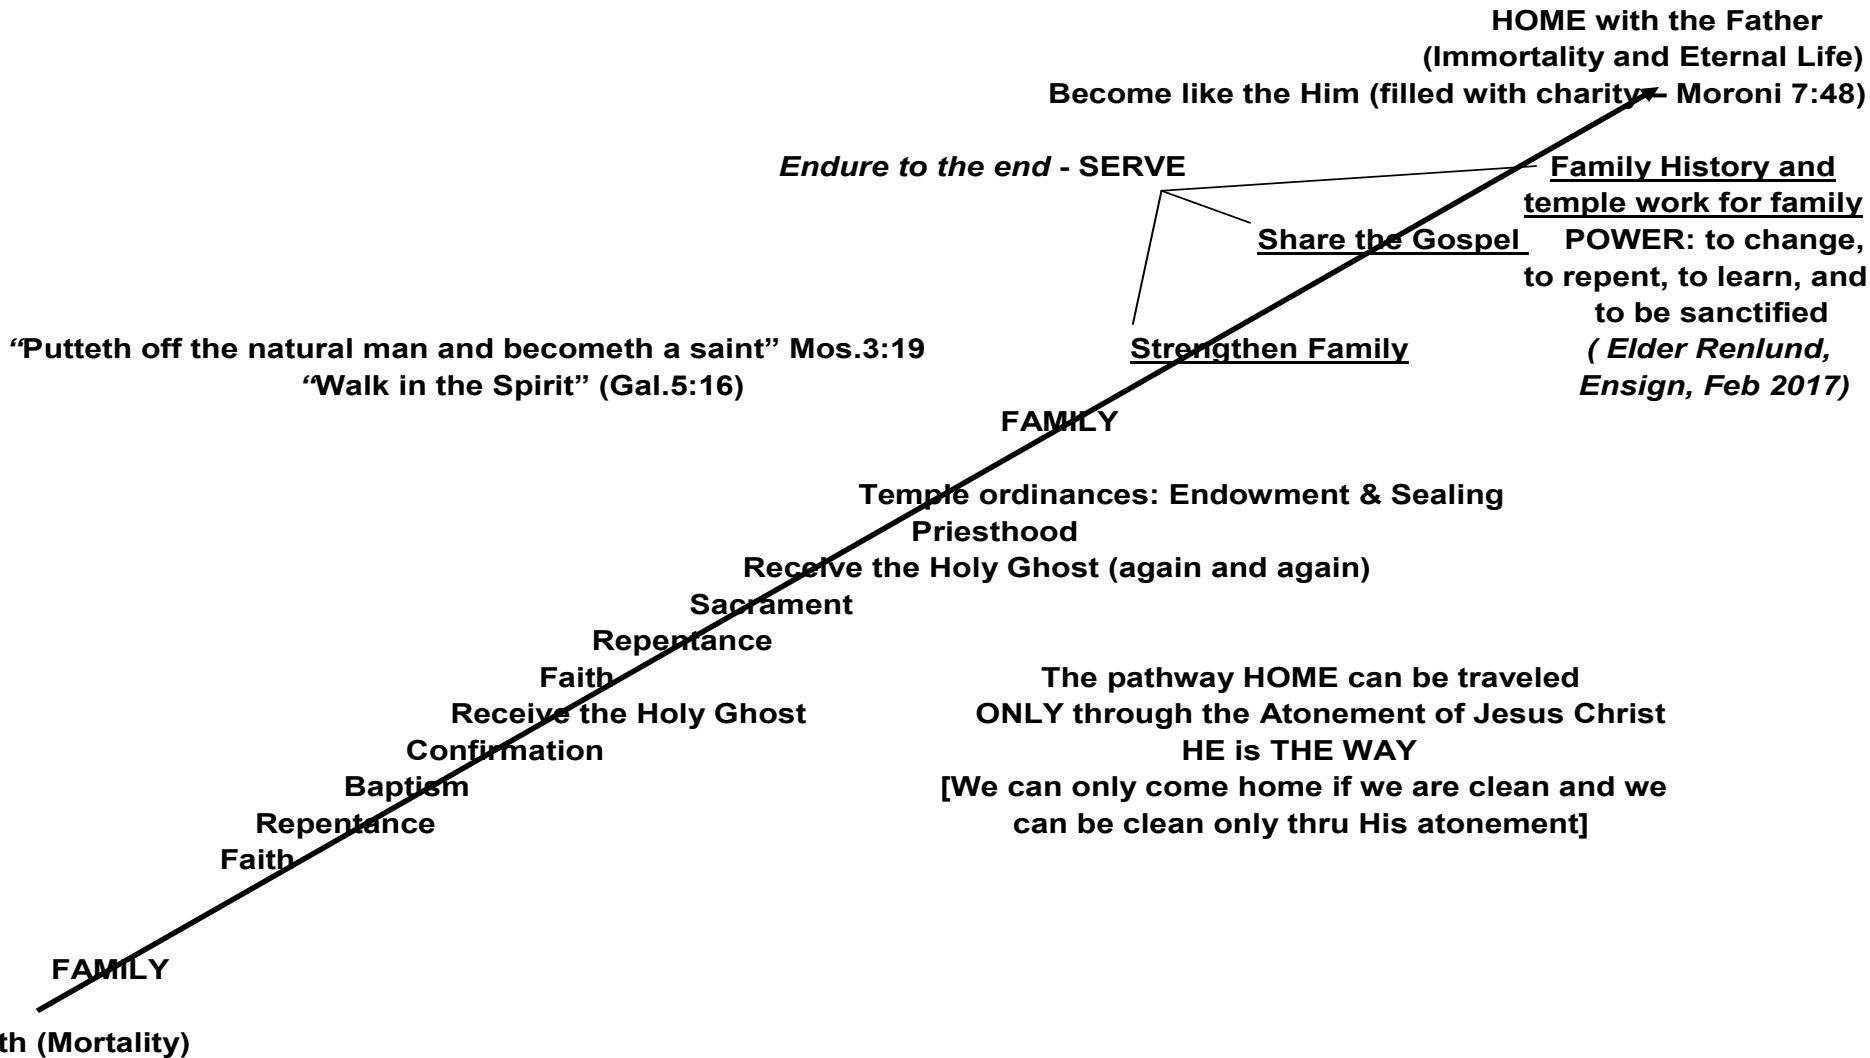 HOME with the Father
(Immortality and Eternal Life)
Become like the Him (filled with charity – Moroni 7:48)
Endure to the end - SERVE
Family History and
temple work for family
Share the Gospel
POWER: to change,
to repent, to learn, and
to be sanctified
( Elder Renlund,
Ensign, Feb 2017)
“Putteth off the natural man and becometh a saint” Mos.3:19
“Walk in the Spirit” (Gal.5:16)
Strengthen Family
FAMILY
Temple ordinances: Endowment & Sealing
Priesthood
Receive the Holy Ghost (again and again)
Sacrament
Repentance
Faith
Receive the Holy Ghost
Confirmation
Baptism
Repentance
Faith
The pathway HOME can be traveled
ONLY through the Atonement of Jesus Christ
HE is THE WAY
[We can only come home if we are clean and we
can be clean only thru His atonement]
FAMILY
th (Mortality)